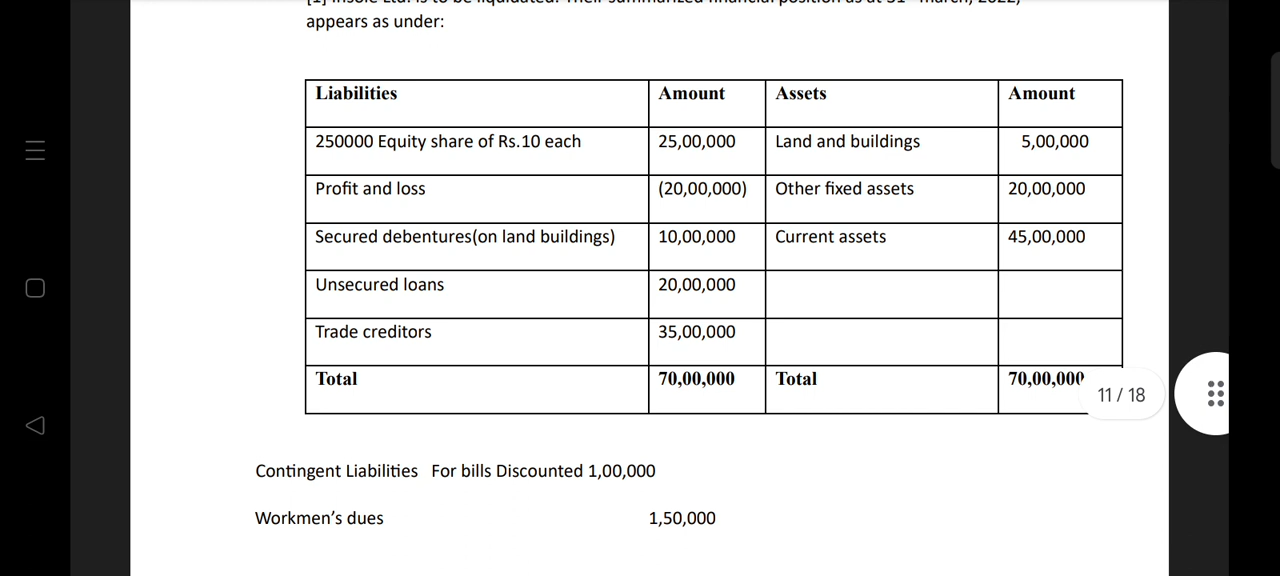 appears as under:
Liabilities Amount Assets Amount
250000 Equity share of Rs.10 each 25,00,000 Land and buildings 5,00,000
Profit and loss (20,00,000) Other fixed assets 20,00,000
Secured debentures(on land buildings) 10,00,000 Current assets 45,00,000
Unsecured loans 20,00,000
Trade creditors 35,00,000
Total 70,00,000 Total 70,00,000
11 / 18
Contingent Liabilities For bills Discounted 1,00,000
Workmen's dues 1,50,000